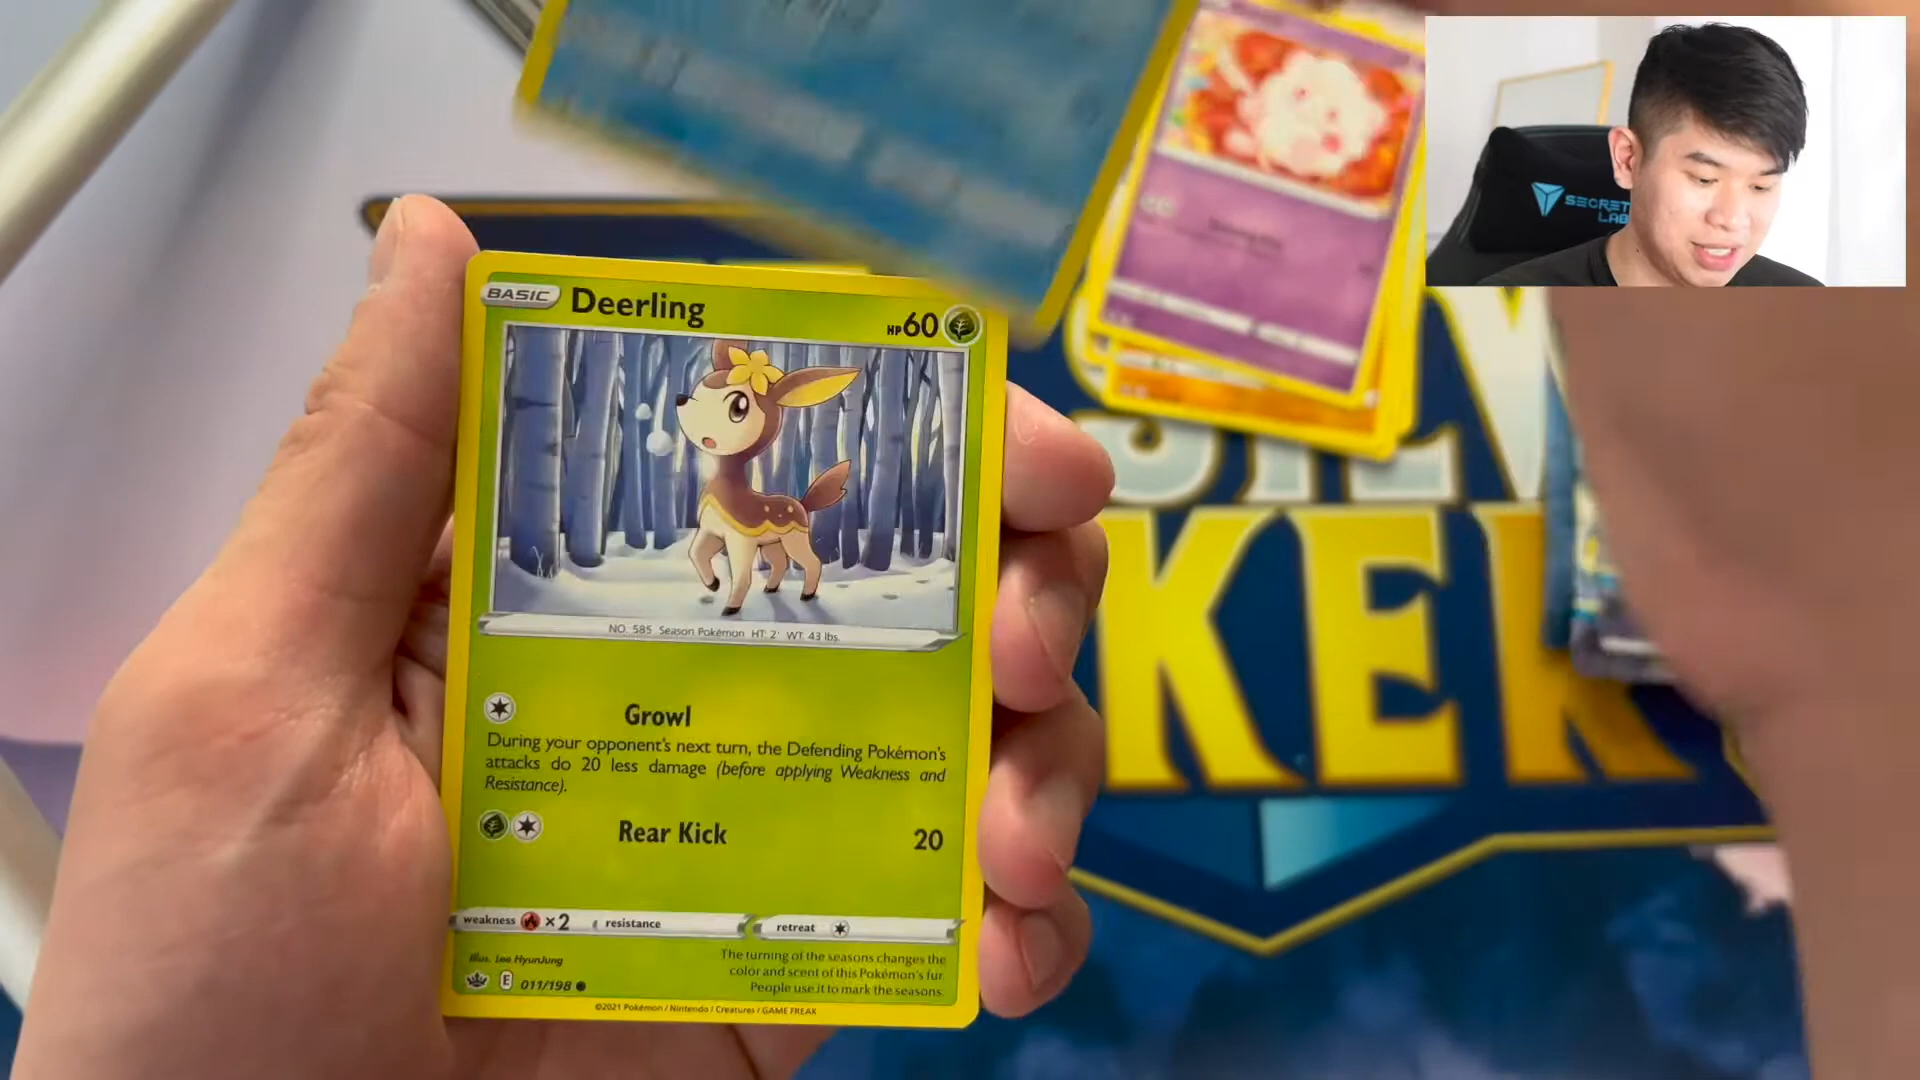 BASIC Deerling HP60
NO. 585 Season Pokémon HT: 2' WT: 43 lbs.
Growl
During your opponent's next turn, the Defending Pokémon's
attacks do 20 less damage (before applying Weakness and
Resistance).
Rear Kick 20
weakness ×2 resistance retreat
Illus. Lee HyunJung
The turning of the seasons changes the
color and scent of this Pokémon's fur.
People use it to mark the seasons.
E 011/198
©2021 Pokémon / Nintendo / Creatures / GAME FREAK
SECRET
LAB
SILV
KER